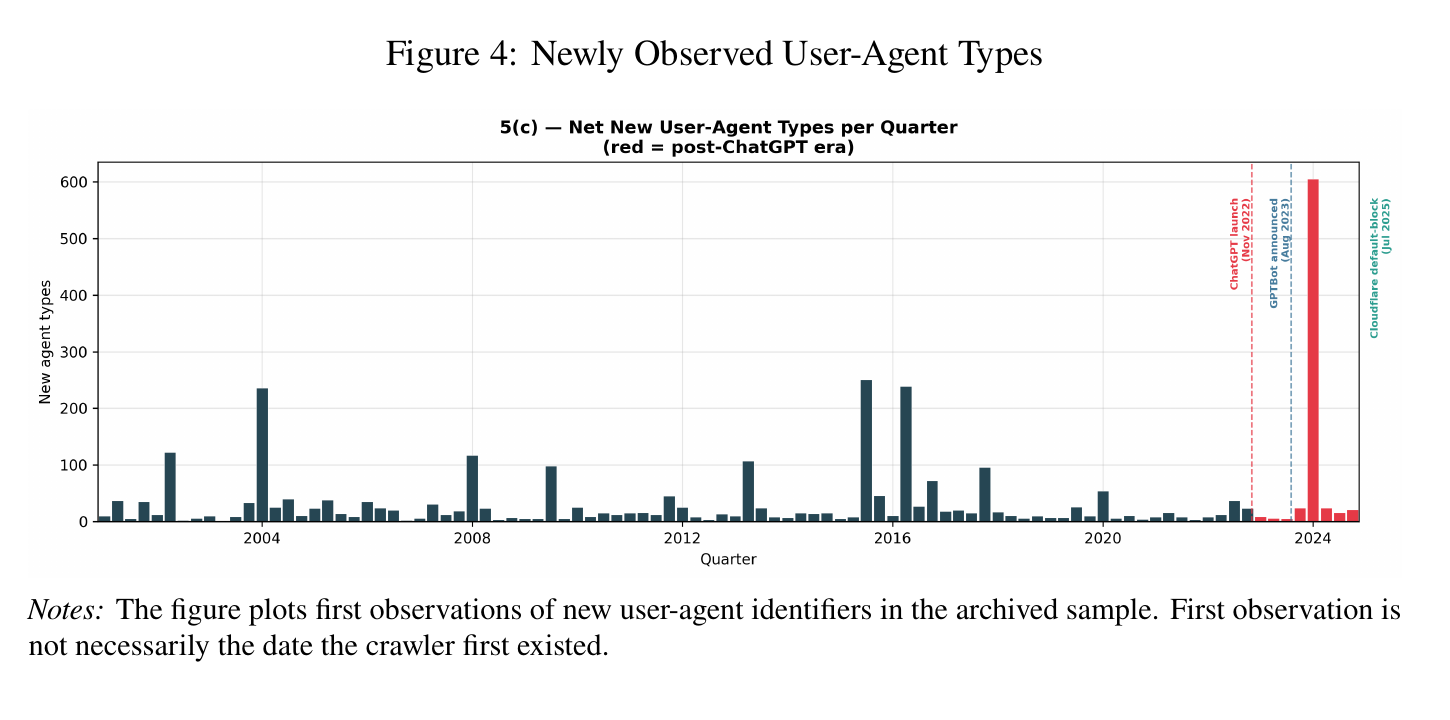 Figure 4: Newly Observed User-Agent Types
5(c) — Net New User-Agent Types per Quarter
(red = post-ChatGPT era)
600
500
400
300
200
100
0
New agent types
ChatGPT launch
(Nov 2022)
GPTBot announced
(Aug 2023)
Cloudflare default-block
(Jul 2025)
2004
2008
2012
2016
2020
2024
Quarter
Notes: The figure plots first observations of new user-agent identifiers in the archived sample. First observation is
not necessarily the date the crawler first existed.